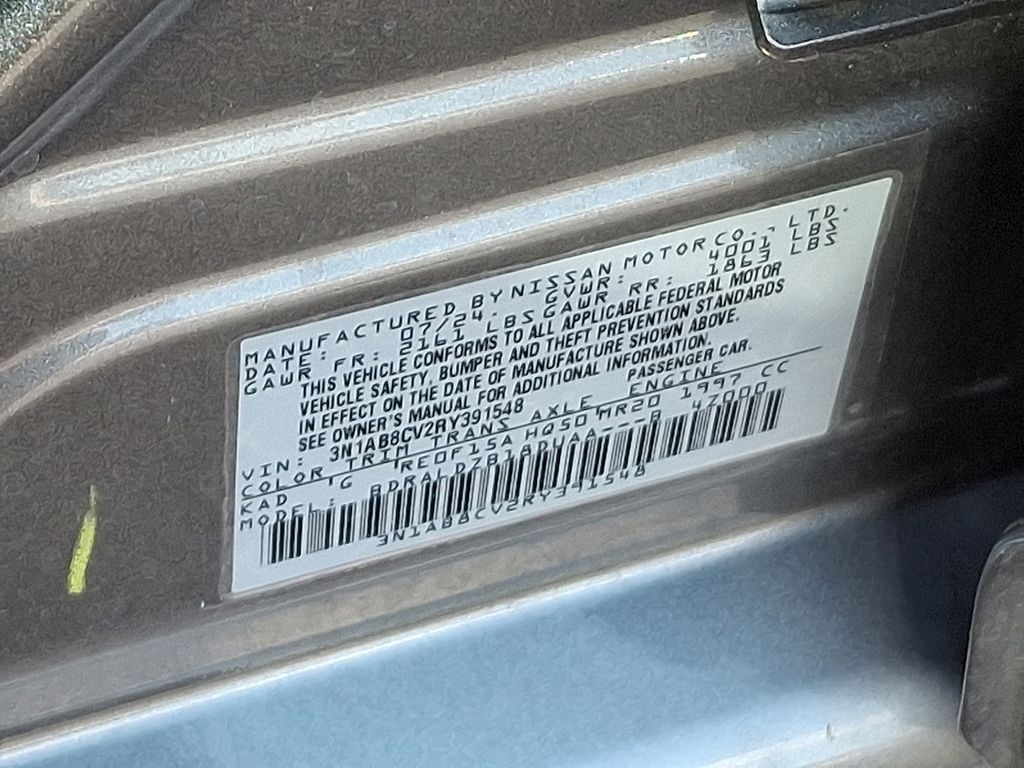 MANUFACTURED BY NISSAN MOTOR CO., LTD.
DATE: 07/24. GVWR: 4001 LBS
GAWR FR: 2161 LBS GAWR RR: 1863 LBS
THIS VEHICLE CONFORMS TO ALL APPLICABLE FEDERAL MOTOR
VEHICLE SAFETY, BUMPER AND THEFT PREVENTION STANDARDS
IN EFFECT ON THE DATE OF MANUFACTURE SHOWN ABOVE.
SEE OWNER'S MANUAL FOR ADDITIONAL INFORMATION.
VIN: 3N1AB8CV2RY391548 PASSENGER CAR.
COLOR TRIM TRANS AXLE ENGINE
KAD 'G 'RE0F15A HQ50 MR20 1997 CC
MODEL: BDRALD7B18DUAA---B 47000
3N1AB8CV2RY391548